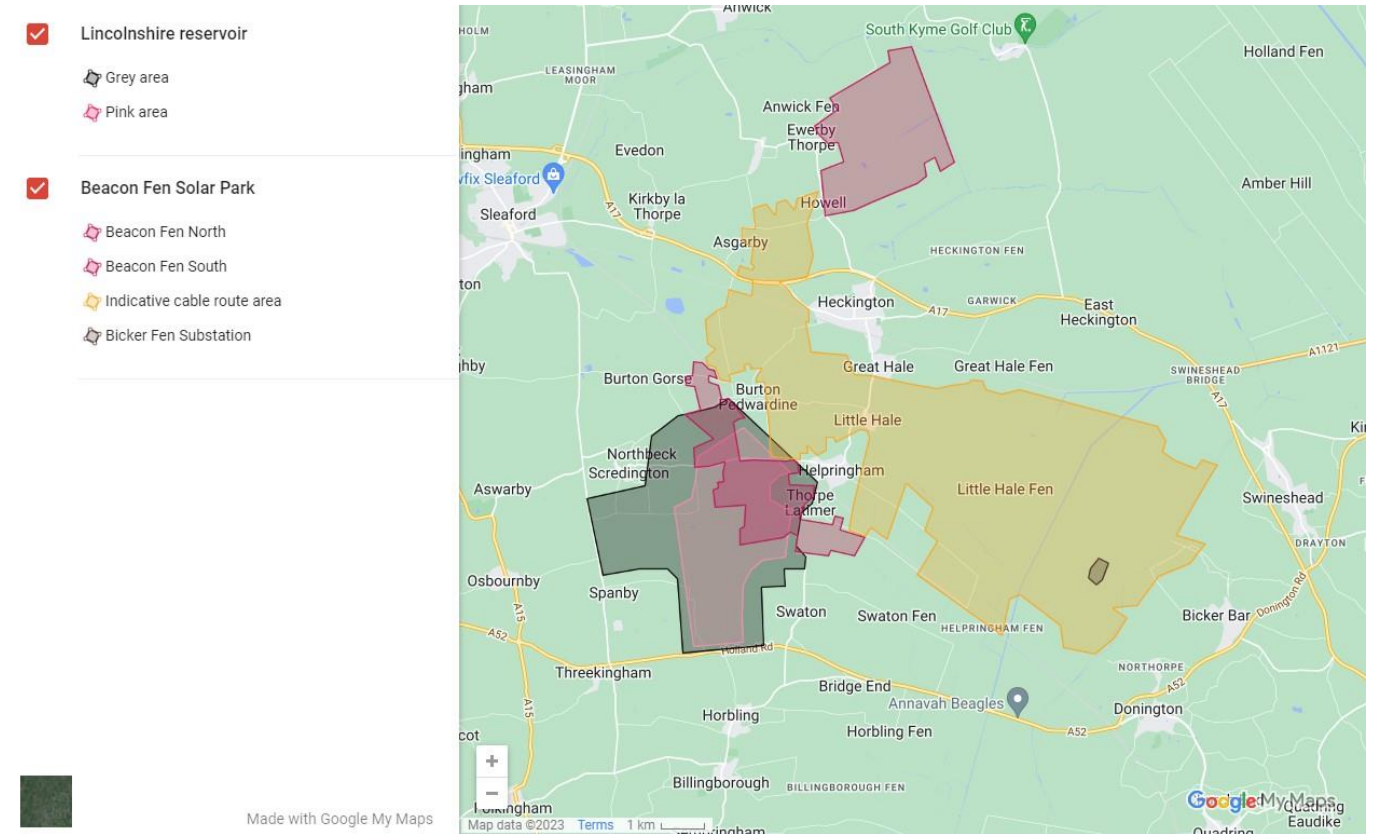 Lincolnshire reservoir
Grey area
Pink area
Beacon Fen Solar Park
Beacon Fen North
Beacon Fen South
Indicative cable route area
Bicker Fen Substation
Made with Google My Maps
South Kyme Golf Club
HOLM
Holland Fen
LEASINGHAM
MOOR
Anwick Fen
Ewerby
Thorpe
Evedon
Amber Hill
Kirkby la
Thorpe
A17
Howell
Sleaford
Asgarby
HECKINGTON FEN
Heckington
A17
GARWICK
East
Heckington
A1121
Burton Gorse
Great Hale
Great Hale Fen
SWINESHEAD
BRIDGE
A17
Burton
Pedwardine
Little Hale
Northbeck
Scredington
Helpringham
Aswarby
Thorpe
Latimer
Little Hale Fen
Swineshead
DRAYTON
Osbournby
Spanby
A15
Swaton
Swaton Fen
HELPRINGHAM FEN
Bicker Bar
Donington Rd
A52
Holland Rd
Threekingham
NORTHORPE
A52
Bridge End
Annavah Beagles
A15
Horbling
Donington
Horbling Fen
A52
Billingborough
BILLINGBOROUGH FEN
Google My Maps
Quadring
Eaudike
Map data ©2023 Terms 1 km
Quadring